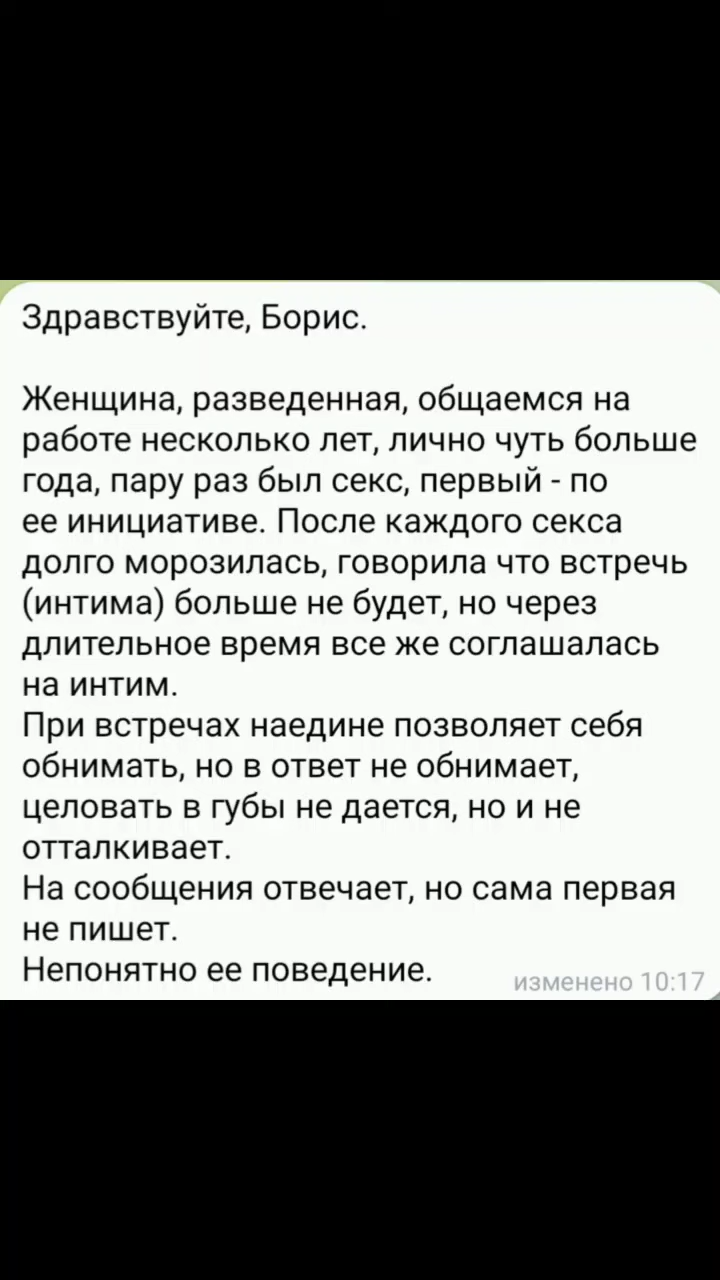 Здравствуйте, Борис.
Женщина, разведенная, общаемся на
работе несколько лет, лично чуть больше
года, пару раз был секс, первый - по
ее инициативе. После каждого секса
долго морозилась, говорила что встречь
(интима) больше не будет, но через
длительное время все же соглашалась
на интим.
При встречах наедине позволяет себя
обнимать, но в ответ не обнимает,
целовать в губы не дается, но и не
отталкивает.
На сообщения отвечает, но сама первая
не пишет.
Непонятно ее поведение.
изменено 10:17